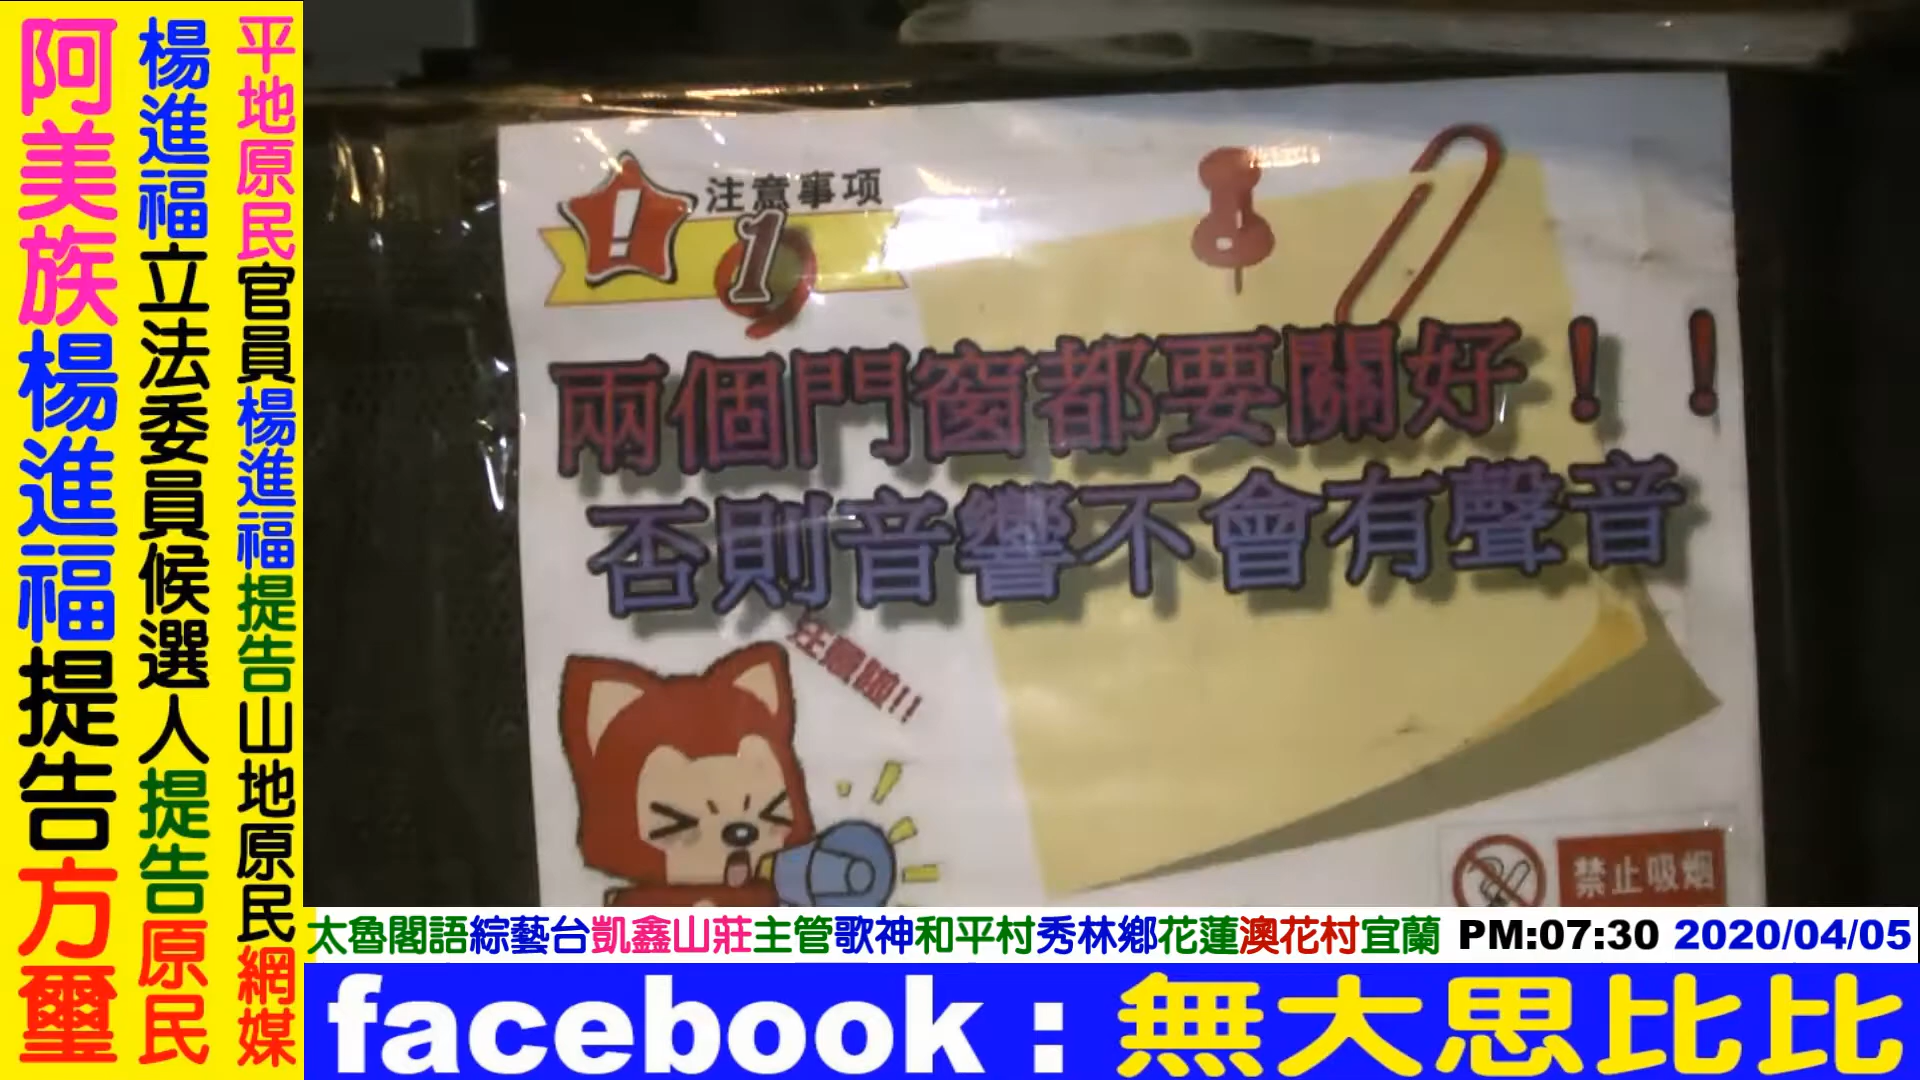 阿美族楊進福提告方璽
楊進福立法委員候選人提告原民
平地原民官員楊進福提告山地原民網媒
注意事项
1
兩個門窗都要關好！！
否則音響不會有聲音
禁止吸烟
太魯閣語綜藝台凱鑫山莊主管歌神和平村秀林鄉花蓮澳花村宜蘭 PM:07:30 2020/04/05
facebook：無大思比比